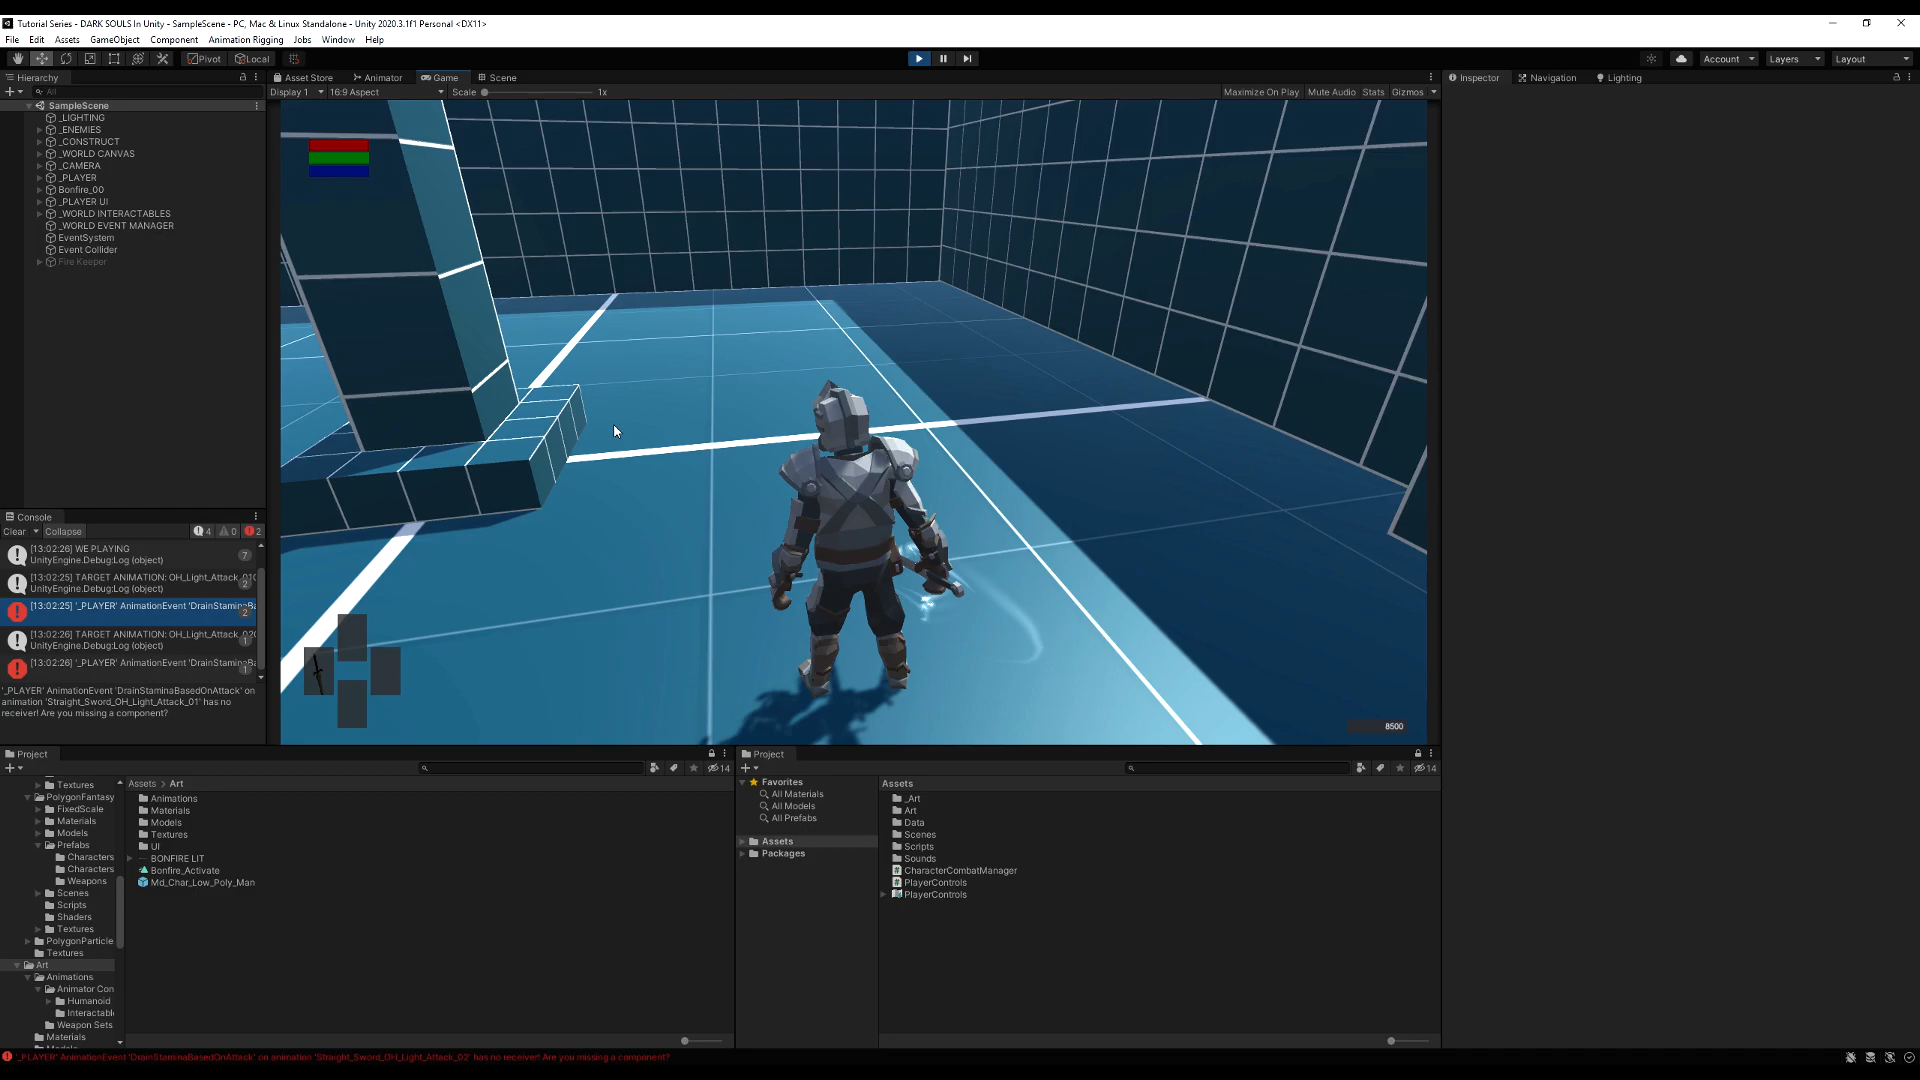 Tutorial Series - DARK SOULS In Unity - SampleScene - PC, Mac & Linux Standalone - Unity 2020.3.1f1 Personal <DX11>
File Edit Assets GameObject Component Animation Rigging Jobs Window Help
Pivot Local Account Layers Layout
Hierarchy
All
SampleScene
_LIGHTING
_ENEMIES
_CONSTRUCT
_WORLD CANVAS
_CAMERA
_PLAYER
Bonfire_00
_PLAYER UI
_WORLD INTERACTABLES
_WORLD EVENT MANAGER
EventSystem
Event Collider
Fire Keeper
Asset Store Animator Game Scene
Display 1 16:9 Aspect Scale 1x Maximize On Play Mute Audio Stats Gizmos
8500
Inspector Navigation Lighting
Console
Clear Collapse 4 0 2
[13:02:26] WE PLAYING
UnityEngine.Debug:Log (object)
7
[13:02:25] TARGET ANIMATION: OH_Light_Attack_01
UnityEngine.Debug:Log (object)
2
[13:02:25] '_PLAYER' AnimationEvent 'DrainStaminaBa
2
[13:02:26] TARGET ANIMATION: OH_Light_Attack_02
UnityEngine.Debug:Log (object)
1
[13:02:26] '_PLAYER' AnimationEvent 'DrainStaminaBa
1
'_PLAYER' AnimationEvent 'DrainStaminaBasedOnAttack' on
animation 'Straight_Sword_OH_Light_Attack_01' has no
receiver! Are you missing a component?
Project
14
Textures
PolygonFantasy
FixedScale
Materials
Models
Prefabs
Characters
Characters
Weapons
Scenes
Scripts
Shaders
Textures
PolygonParticle
Textures
Art
Animations
Animator Con
Humanoid
Interactabl
Weapon Sets
Materials
Assets > Art
Animations
Materials
Models
Textures
UI
BONFIRE LIT
Bonfire_Activate
Md_Char_Low_Poly_Man
Project
14
Favorites
All Materials
All Models
All Prefabs
Assets
Packages
Assets
_Art
Art
Data
Scenes
Scripts
Sounds
CharacterCombatManager
PlayerControls
PlayerControls
'_PLAYER' AnimationEvent 'DrainStaminaBasedOnAttack' on animation 'Straight_Sword_OH_Light_Attack_02' has no receiver! Are you missing a component?